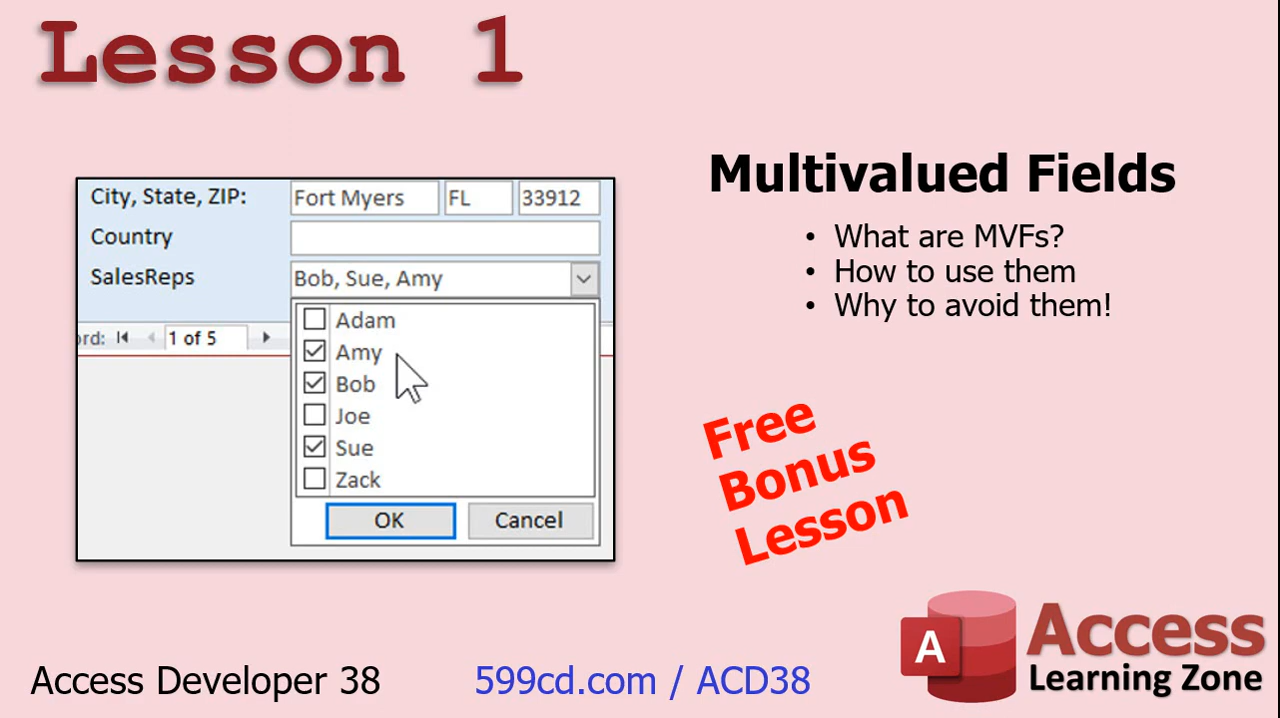 Lesson 1
City, State, ZIP: Fort Myers FL 33912
Country
SalesReps Bob, Sue, Amy
Adam
ord: 1 of 5
Amy
Bob
Joe
Sue
Zack
OK Cancel
Multivalued Fields
• What are MVFs?
• How to use them
• Why to avoid them!
Free
Bonus
Lesson
A Access
Learning Zone
Access Developer 38 599cd.com / ACD38